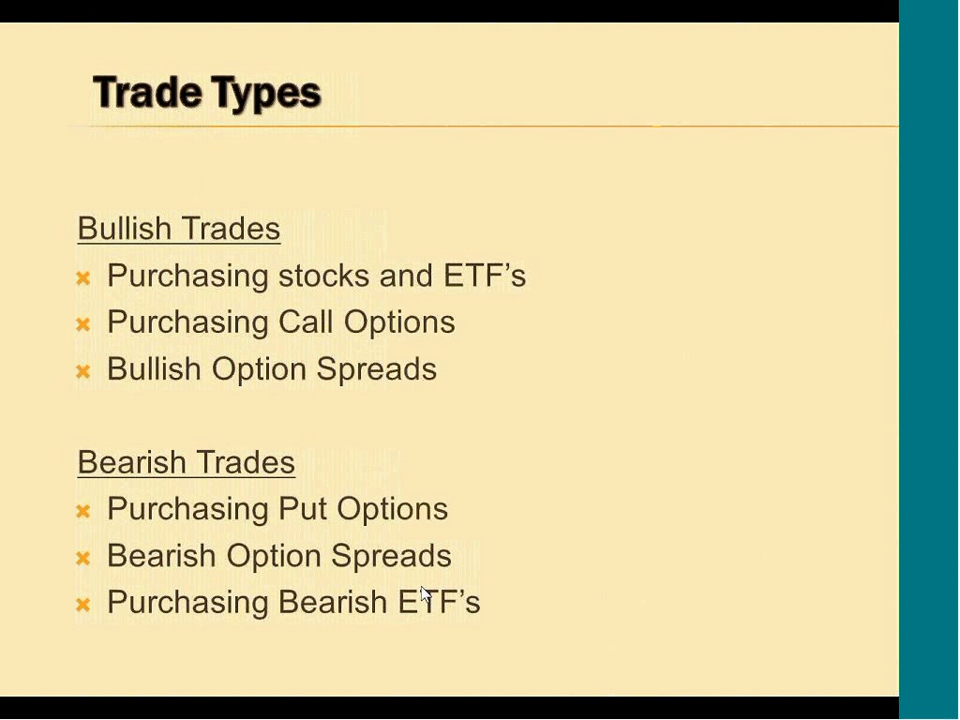 Trade Types
Bullish Trades
Purchasing stocks and ETF’s
Purchasing Call Options
Bullish Option Spreads
Bearish Trades
Purchasing Put Options
Bearish Option Spreads
Purchasing Bearish ETF’s